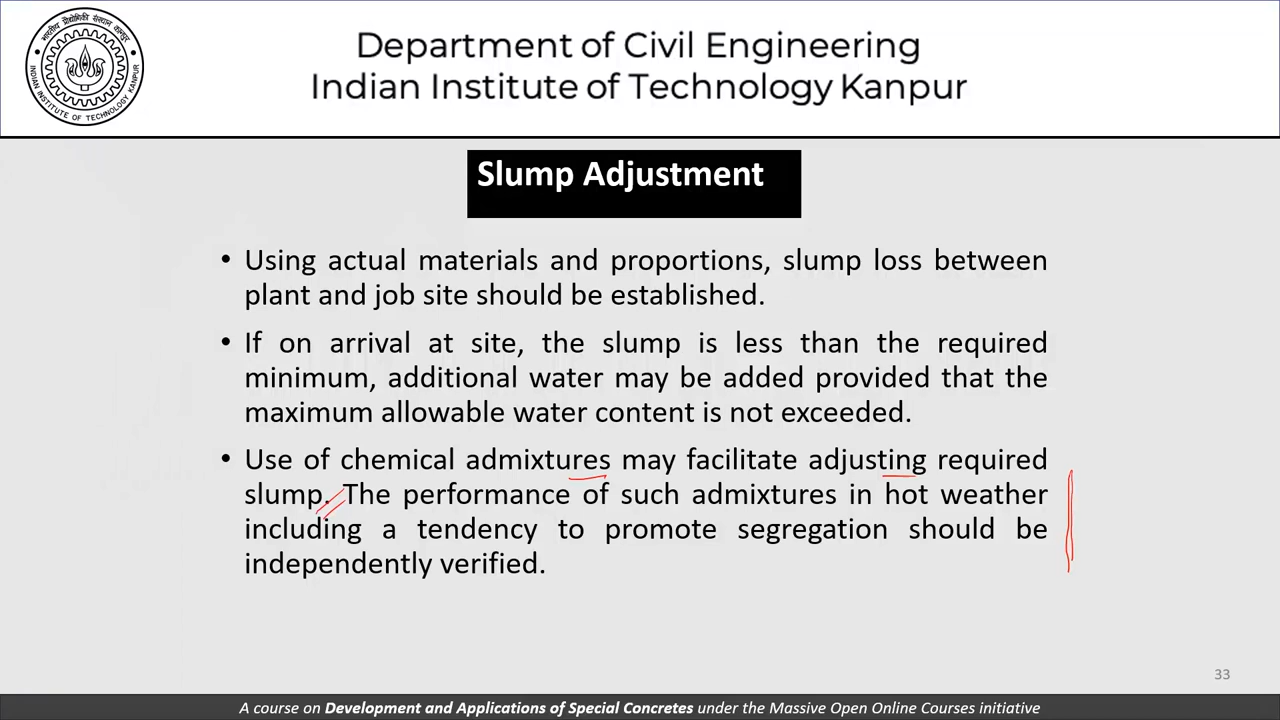 Department of Civil Engineering
Indian Institute of Technology Kanpur
INDIAN INSTITUTE OF TECHNOLOGY KANPUR
Slump Adjustment
• Using actual materials and proportions, slump loss between
plant and job site should be established.
• If on arrival at site, the slump is less than the required
minimum, additional water may be added provided that the
maximum allowable water content is not exceeded.
• Use of chemical admixtures may facilitate adjusting required
slump. The performance of such admixtures in hot weather
including a tendency to promote segregation should be
independently verified.
33
A course on Development and Applications of Special Concretes under the Massive Open Online Courses initiative